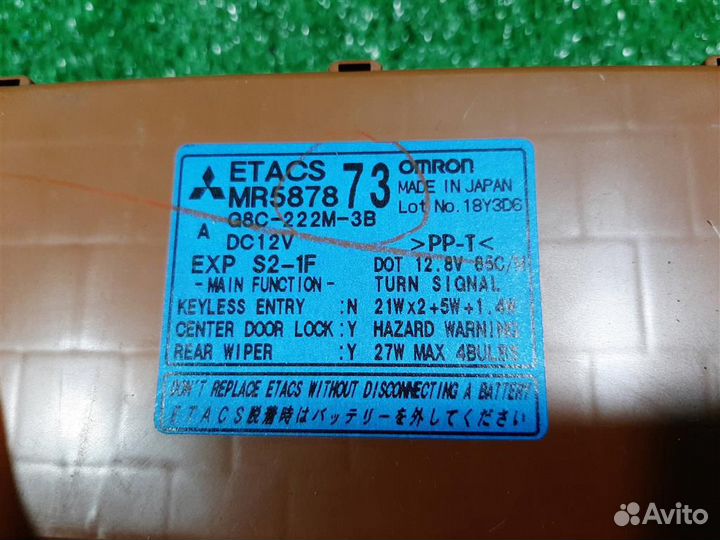 ETACS 73 OMRON
MR5878 MADE IN JAPAN
Lot No.18Y3D6
A Q8C-222M-3B
DC12V >PP-T<
EXP S2-1F DOT 12.8V 85C/M
-MAIN FUNCTION- TURN SIGNAL
KEYLESS ENTRY :N 21Wx2+5W+1.4W
CENTER DOOR LOCK :Y HAZARD WARNING
REAR WIPER :Y 27W MAX 4BULBS
DON'T REPLACE ETACS WITHOUT DISCONNECTING A BATTERY
ETACS脱着時はバッテリーを外してください
Avito